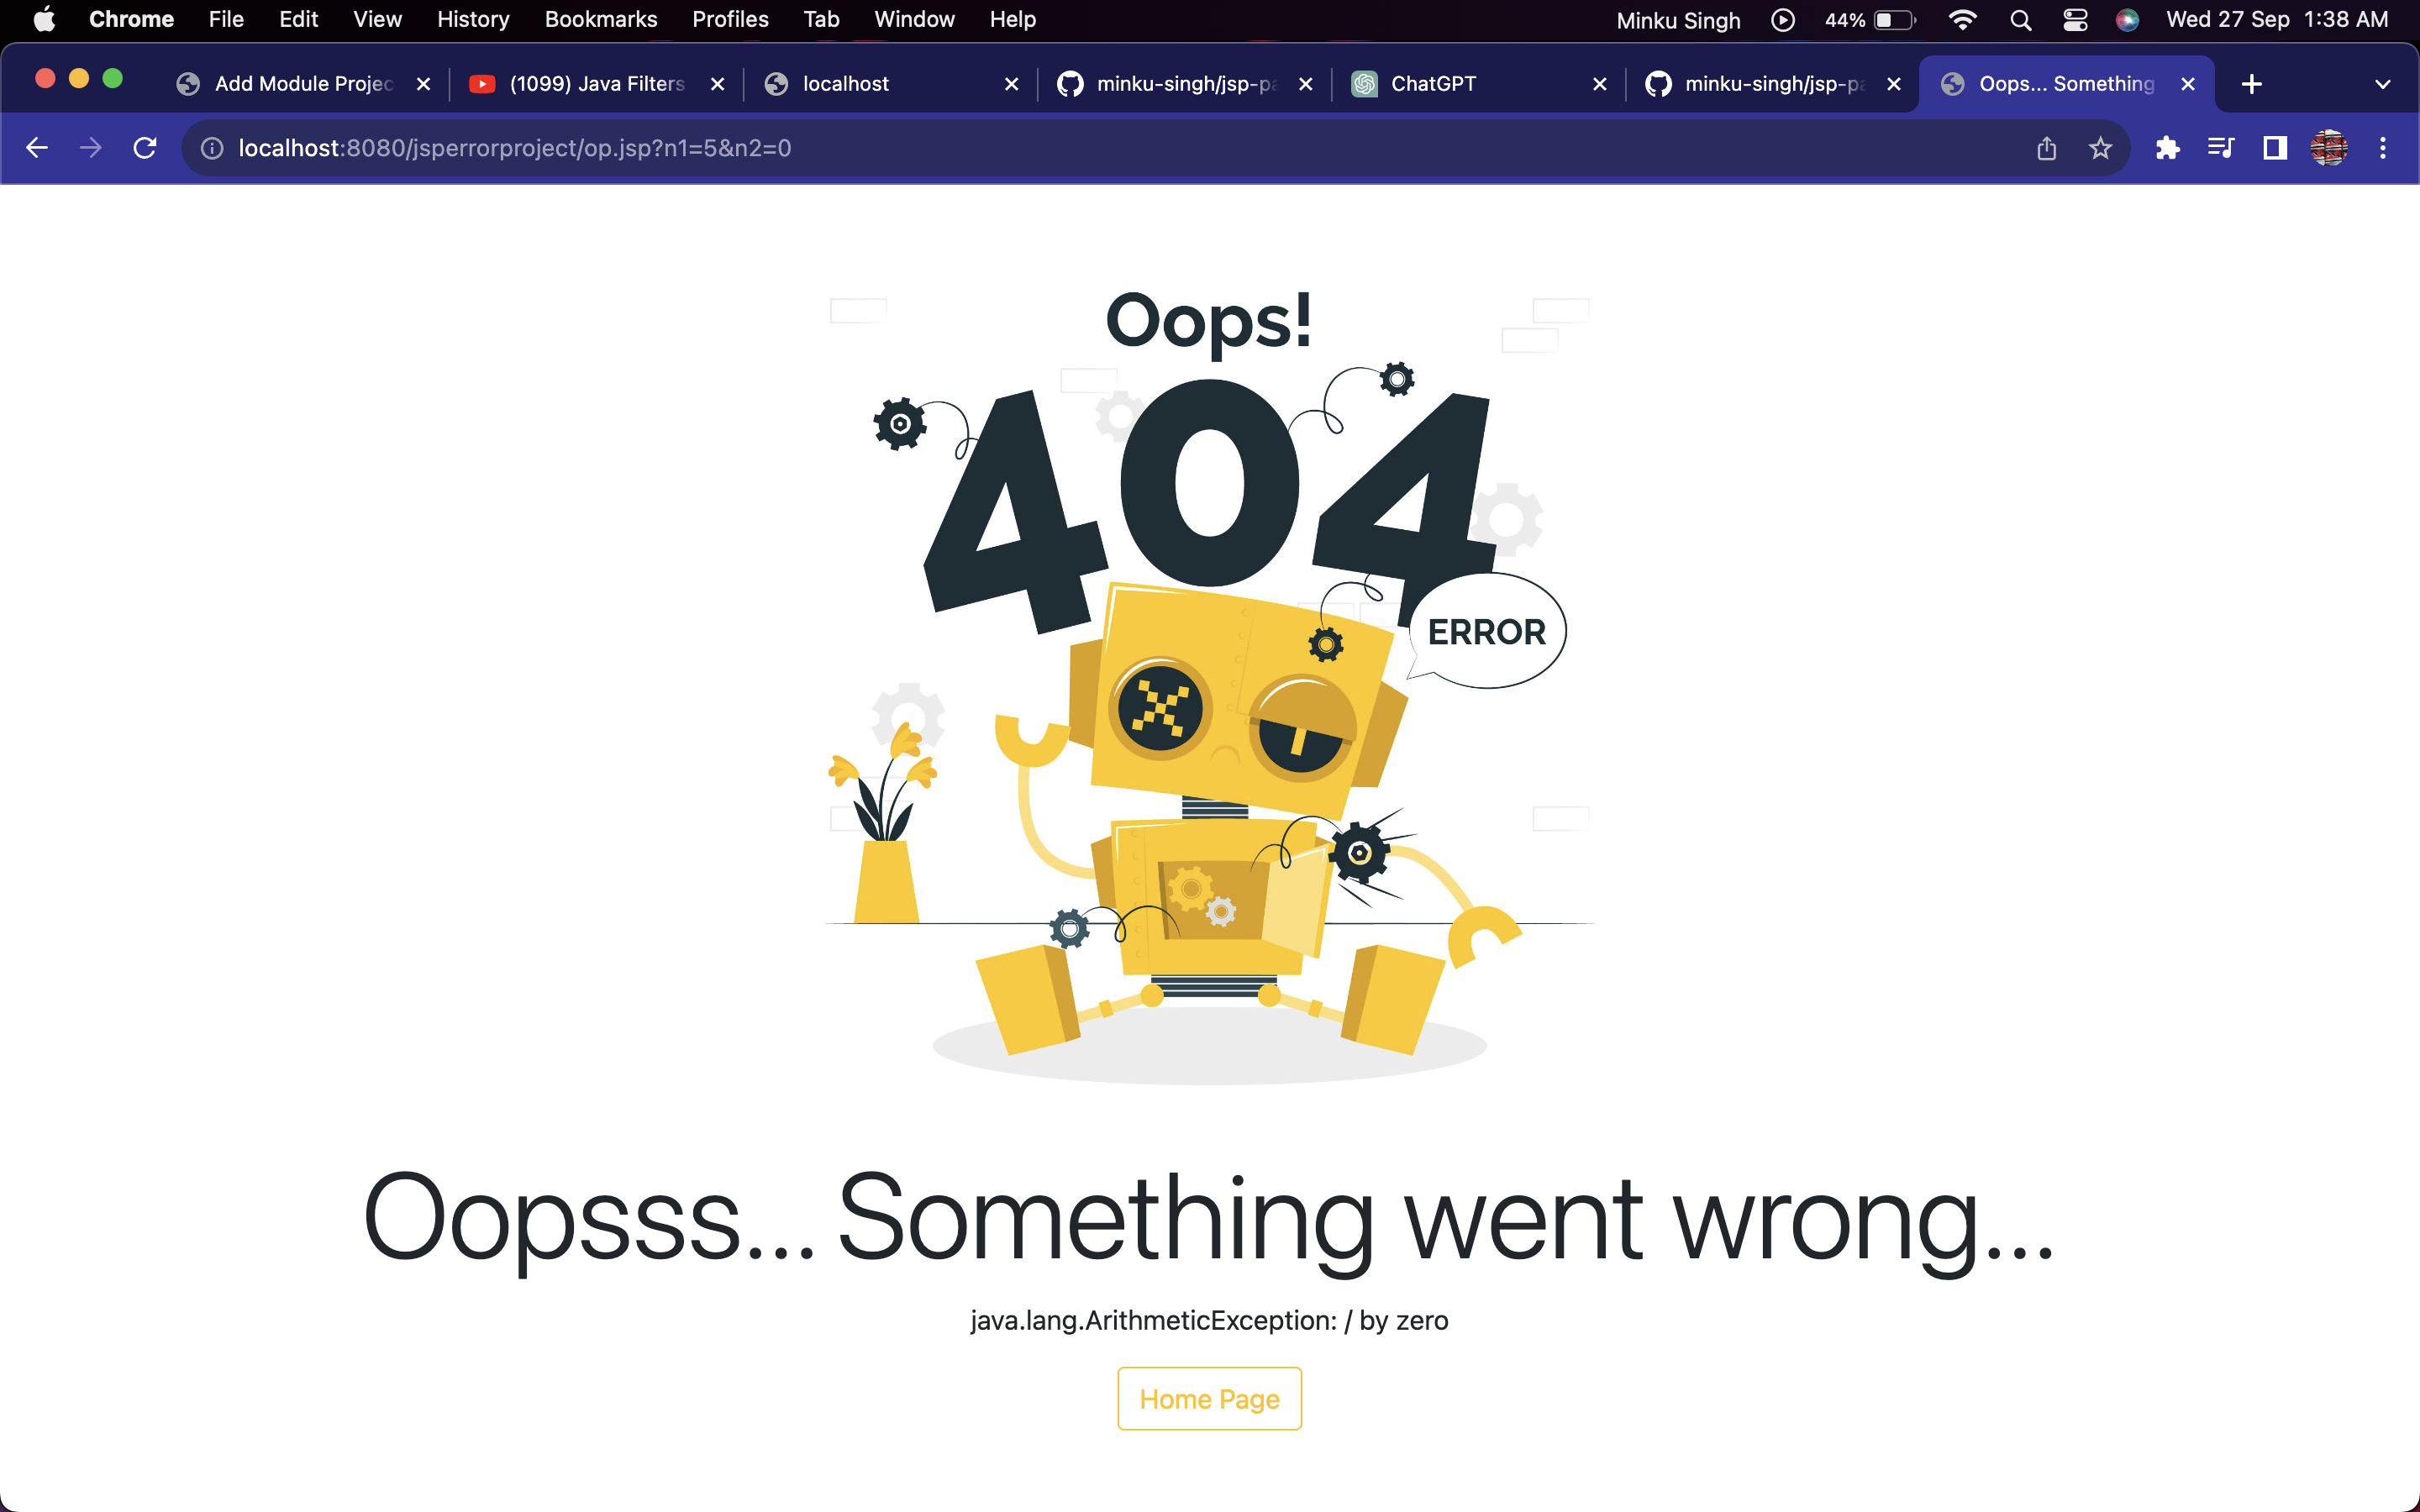 Chrome File Edit View History Bookmarks Profiles Tab Window Help Minku Singh 44% Wed 27 Sep 1:38 AM
Add Module Projec (1099) Java Filters localhost minku-singh/jsp-pa ChatGPT minku-singh/jsp-pa Oops... Something
localhost:8080/jsperrorproject/op.jsp?n1=5&n2=0
Oops!
404
ERROR
Oopsss... Something went wrong...
java.lang.ArithmeticException: / by zero
Home Page